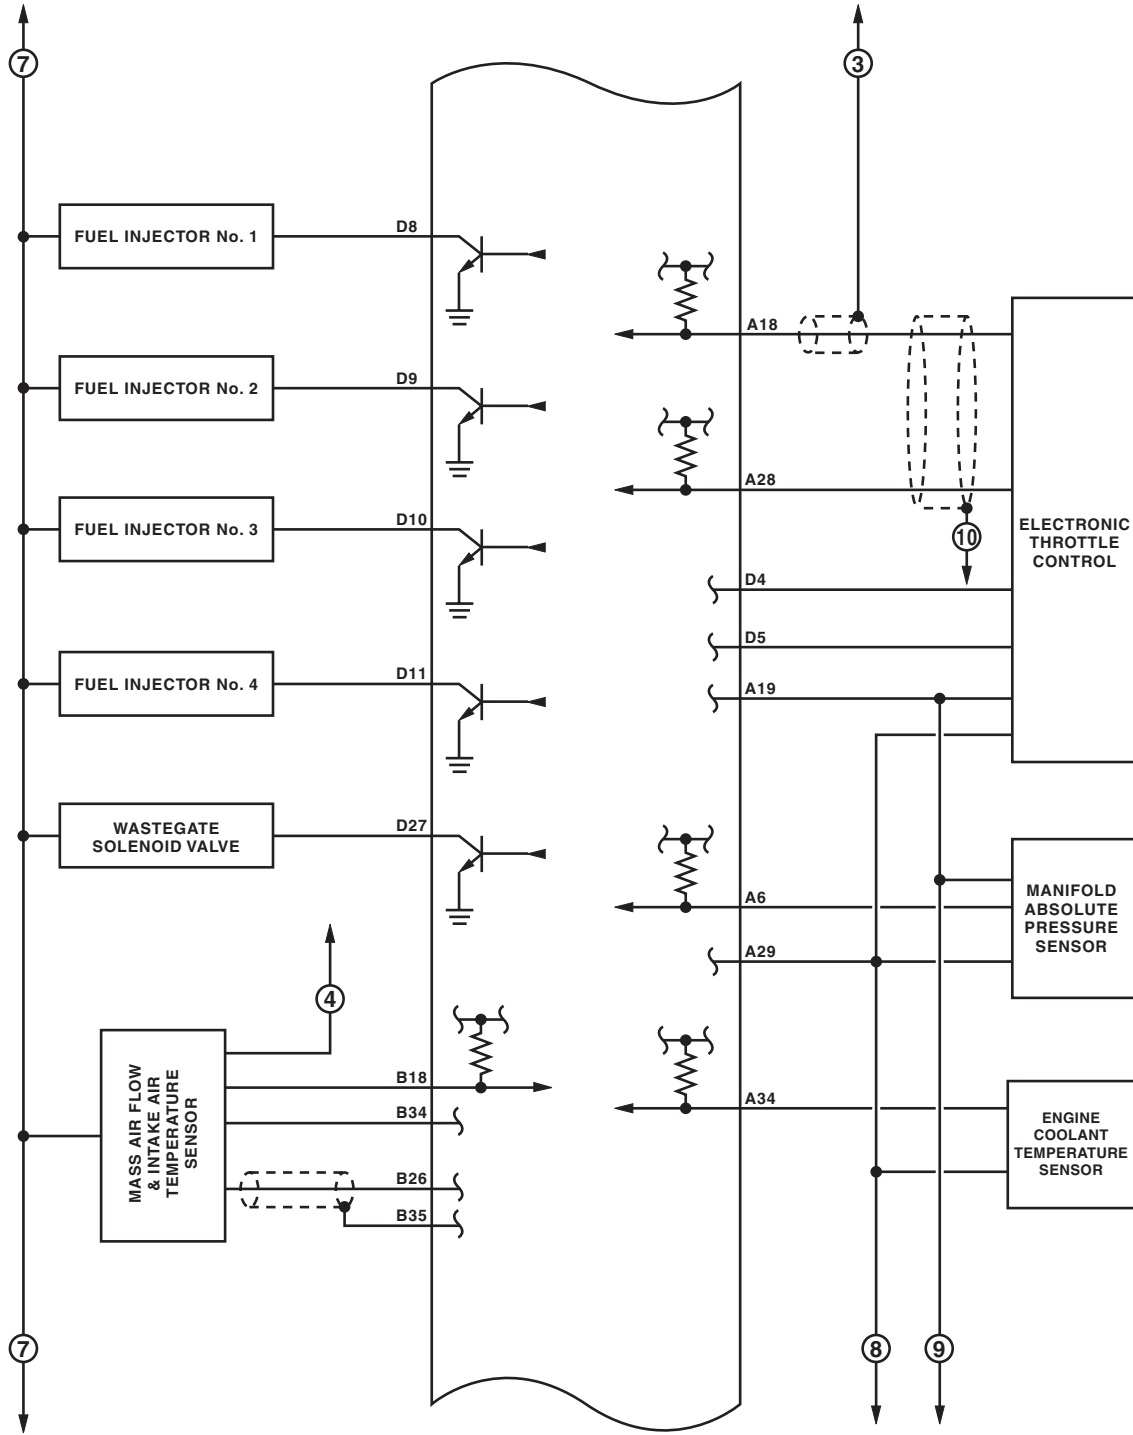 7
3
FUEL INJECTOR No. 1
D8
A18
FUEL INJECTOR No. 2
D9
A28
FUEL INJECTOR No. 3
D10
10
ELECTRONIC
THROTTLE
CONTROL
D4
D5
FUEL INJECTOR No. 4
D11
A19
WASTEGATE
SOLENOID VALVE
D27
A6
MANIFOLD
ABSOLUTE
PRESSURE
SENSOR
A29
4
MASS AIR FLOW
& INTAKE AIR
TEMPERATURE
SENSOR
B18
B34
B26
B35
A34
ENGINE
COOLANT
TEMPERATURE
SENSOR
7
8
9